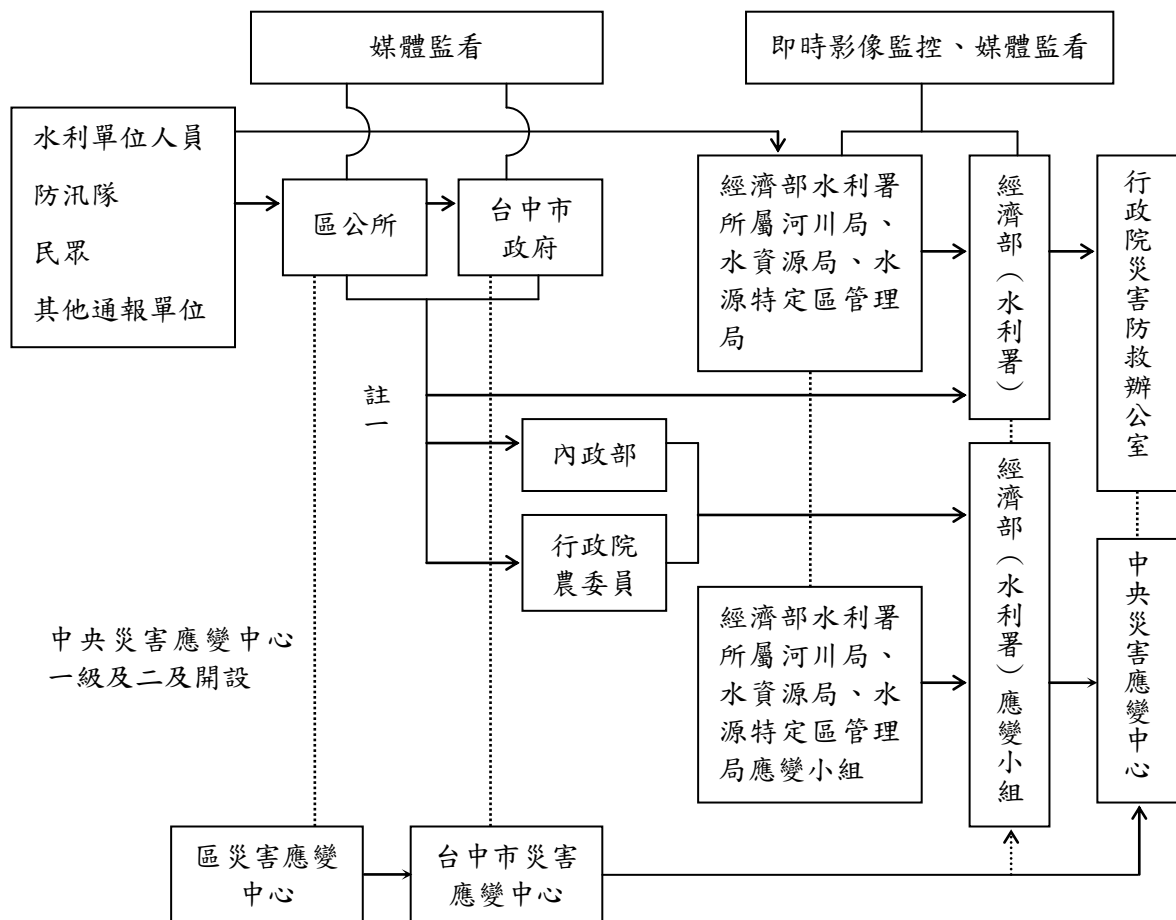 媒體監看
即時影像監控、媒體監看
水利單位人員
防汛隊
民眾
其他通報單位
區公所
台中市
政府
經濟部水利署
所屬河川局、
水資源局、水
源特定區管理
局
經濟部（水利署）
行政院災害防救辦公室
註一
內政部
行政院
農委員
經濟部水利署
所屬河川局、
水資源局、水
源特定區管理
局應變小組
經濟部（水利署）應變小組
中央災害應變中心
中央災害應變中心
一級及二及開設
區災害應變
中心
台中市災害
應變中心